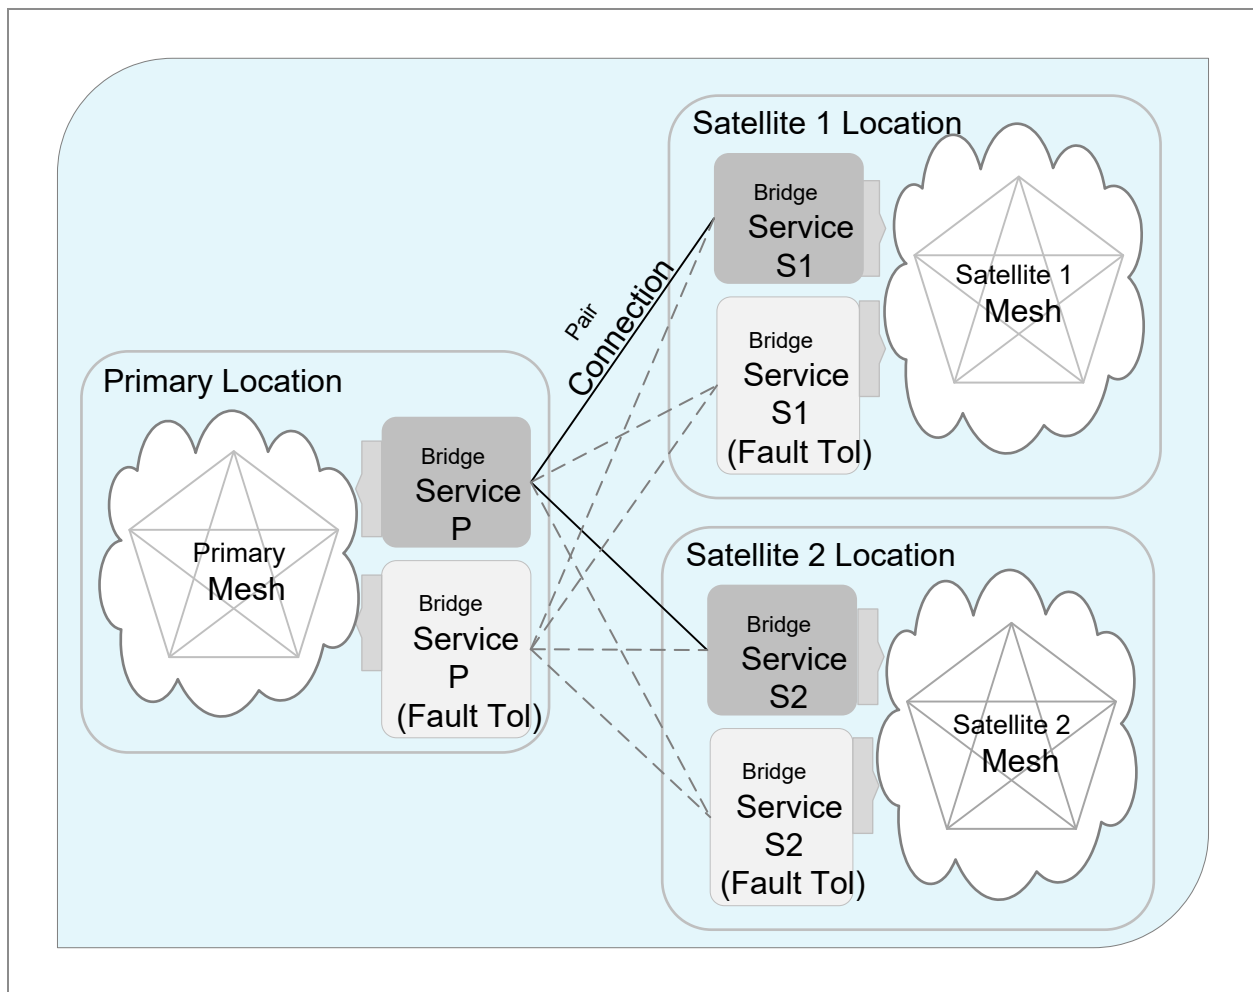 Satellite 1 Location
Bridge
Service
S1
Satellite 1
Mesh
Bridge
Service
S1
(Fault Tol)
Pair
Connection
Primary Location
Bridge
Service
P
Primary
Mesh
Bridge
Service
P
(Fault Tol)
Satellite 2 Location
Bridge
Service
S2
Satellite 2
Mesh
Bridge
Service
S2
(Fault Tol)